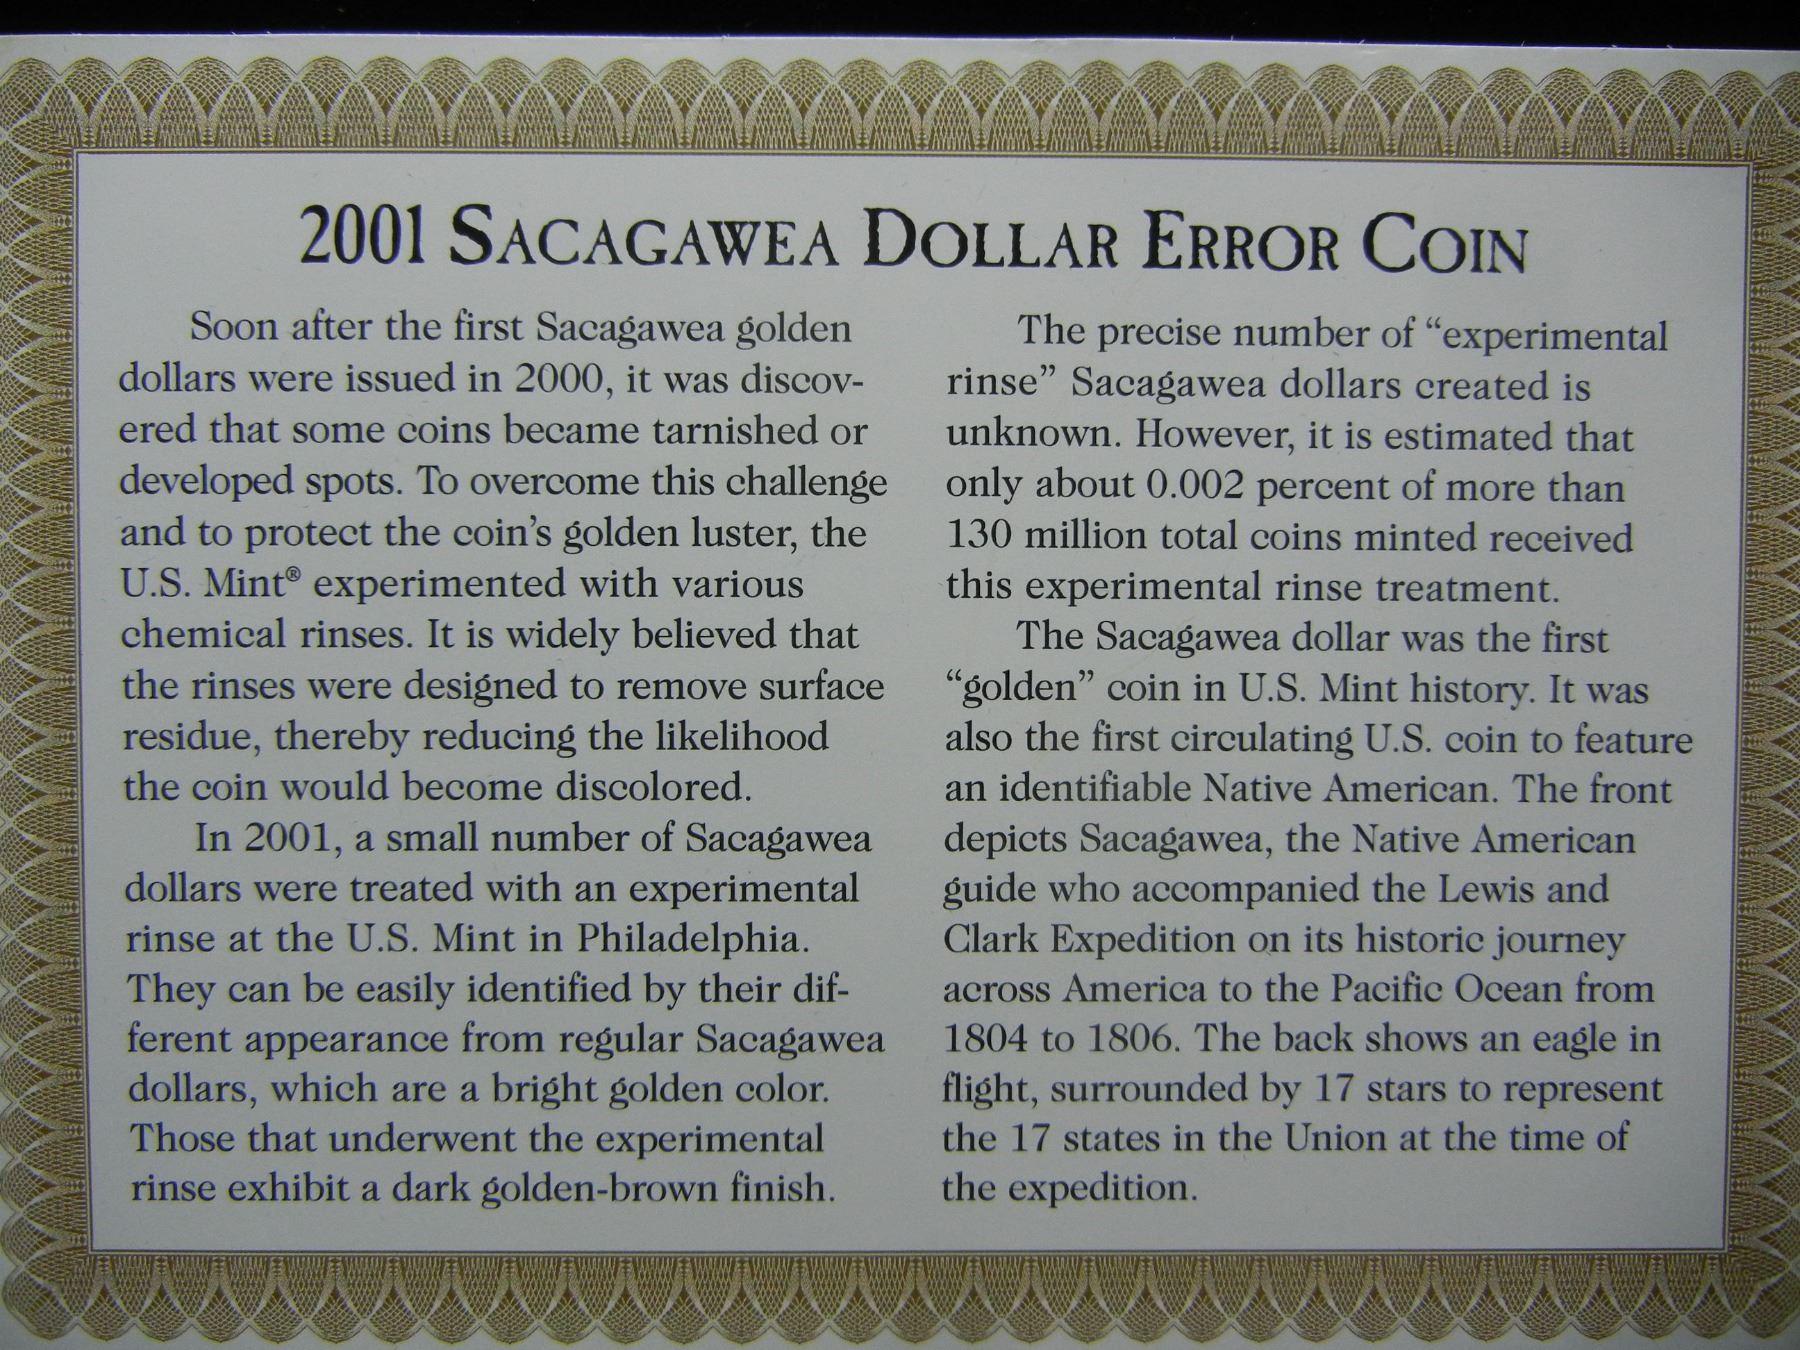 2001 SACAGAWEA DOLLAR ERROR COIN
Soon after the first Sacagawea golden
dollars were issued in 2000, it was discov-
ered that some coins became tarnished or
developed spots. To overcome this challenge
and to protect the coin's golden luster, the
U.S. Mint® experimented with various
chemical rinses. It is widely believed that
the rinses were designed to remove surface
residue, thereby reducing the likelihood
the coin would become discolored.
In 2001, a small number of Sacagawea
dollars were treated with an experimental
rinse at the U.S. Mint in Philadelphia.
They can be easily identified by their dif-
ferent appearance from regular Sacagawea
dollars, which are a bright golden color.
Those that underwent the experimental
rinse exhibit a dark golden-brown finish.
The precise number of “experimental
rinse” Sacagawea dollars created is
unknown. However, it is estimated that
only about 0.002 percent of more than
130 million total coins minted received
this experimental rinse treatment.
The Sacagawea dollar was the first
“golden” coin in U.S. Mint history. It was
also the first circulating U.S. coin to feature
an identifiable Native American. The front
depicts Sacagawea, the Native American
guide who accompanied the Lewis and
Clark Expedition on its historic journey
across America to the Pacific Ocean from
1804 to 1806. The back shows an eagle in
flight, surrounded by 17 stars to represent
the 17 states in the Union at the time of
the expedition.